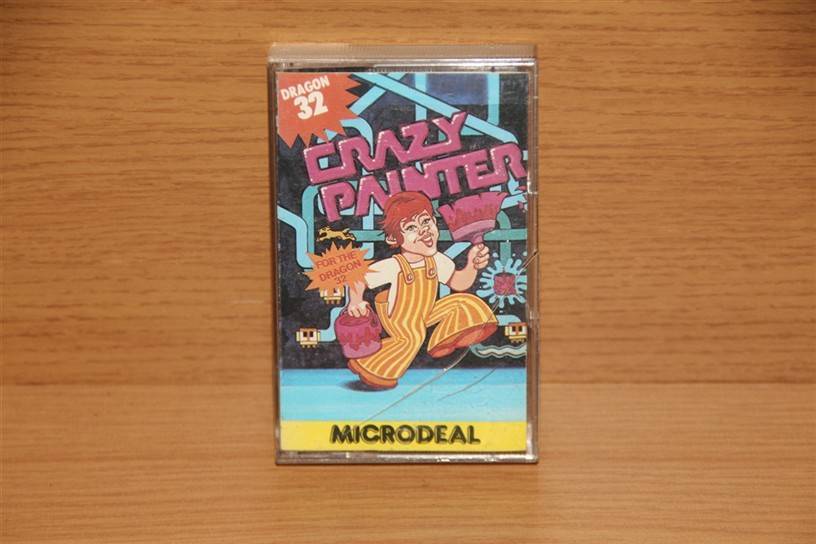 DRAGON
32
CRAZY
PAINTER
FOR THE
DRAGON
32
MICRODEAL